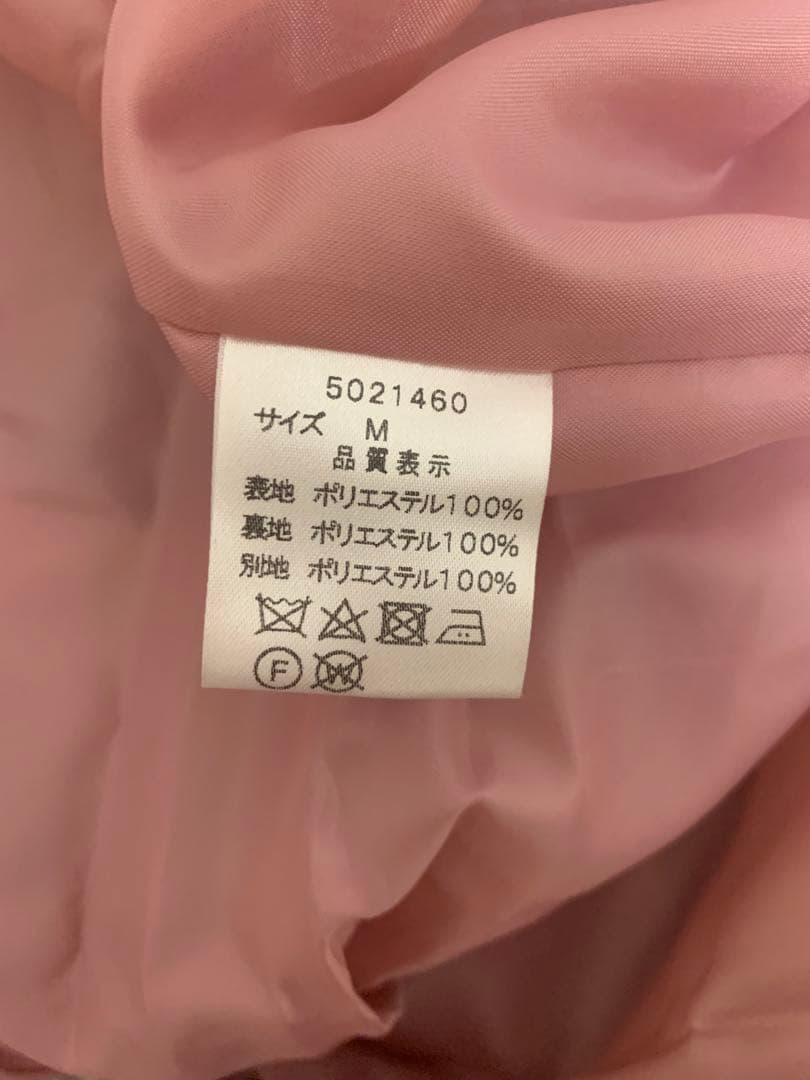 5021460
サイズ M
品質表示
表地 ポリエステル100%
裏地 ポリエステル100%
別地 ポリエステル100%
F W